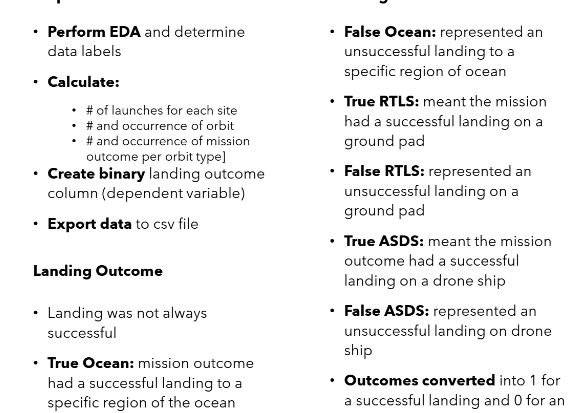 • Perform EDA and determine
data labels
• Calculate:
• # of launches for each site
• # and occurrence of orbit
• # and occurrence of mission
outcome per orbit type]
• Create binary landing outcome
column (dependent variable)
• Export data to csv file
Landing Outcome
• Landing was not always
successful
• True Ocean: mission outcome
had a successful landing to a
specific region of the ocean
• False Ocean: represented an
unsuccessful landing to a
specific region of ocean
• True RTLS: meant the mission
had a successful landing on a
ground pad
• False RTLS: represented an
unsuccessful landing on a
ground pad
• True ASDS: meant the mission
outcome had a successful
landing on a drone ship
• False ASDS: represented an
unsuccessful landing on drone
ship
• Outcomes converted into 1 for
a successful landing and 0 for an